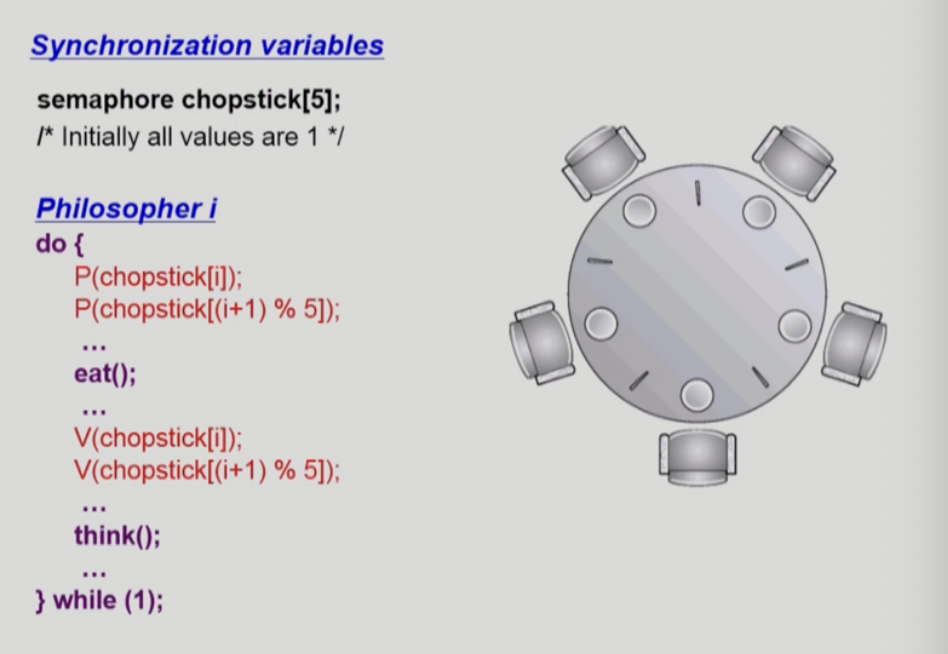 Synchronization variables
semaphore chopstick[5];
/* Initially all values are 1 */
Philosopher i
do {
P(chopstick[i]);
P(chopstick[(i+1) % 5]);
...
eat();
...
V(chopstick[i]);
V(chopstick[(i+1) % 5]);
...
think();
...
} while (1);